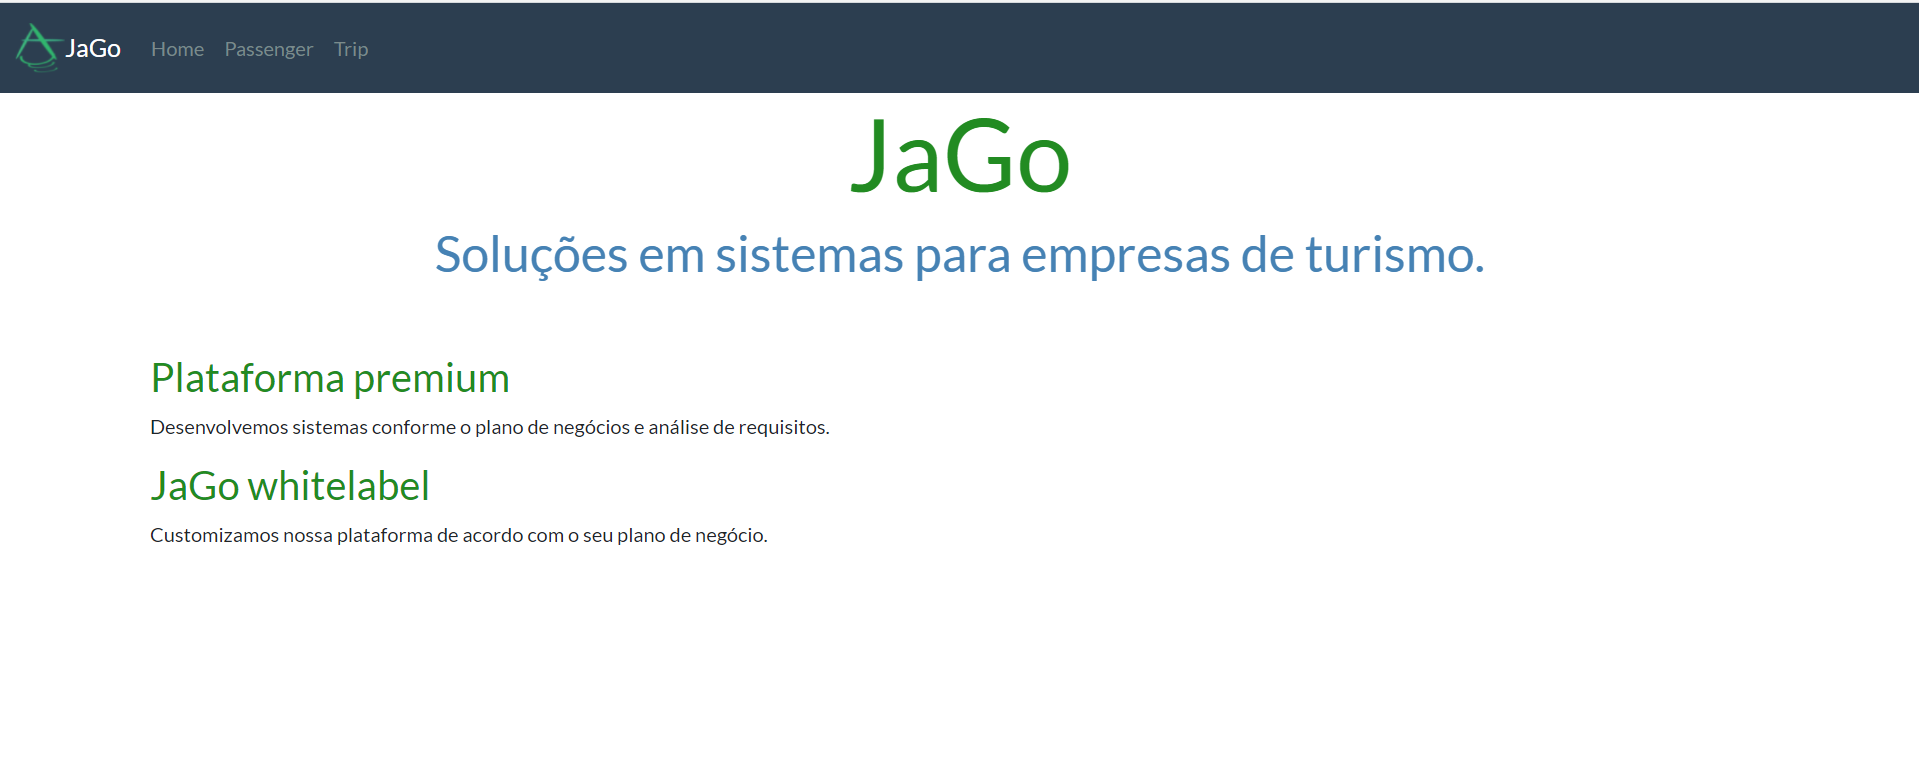 JaGo Home Passenger Trip
JaGo
Soluções em sistemas para empresas de turismo.
Plataforma premium
Desenvolvemos sistemas conforme o plano de negócios e análise de requisitos.
JaGo whitelabel
Customizamos nossa plataforma de acordo com o seu plano de negócio.